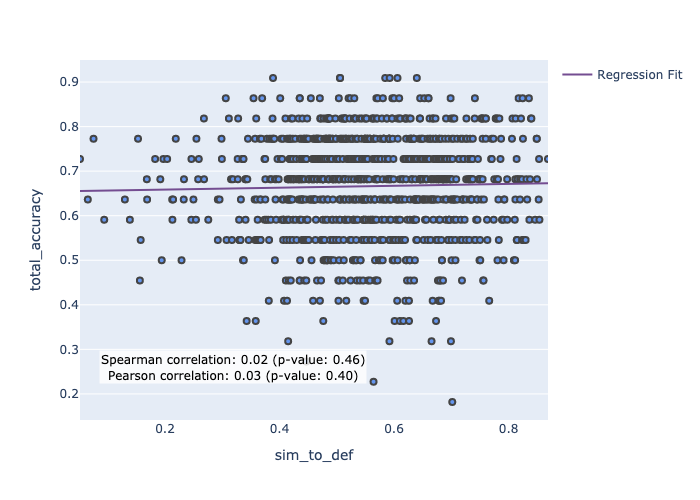 Regression Fit
total_accuracy
0.9
0.8
0.7
0.6
0.5
0.4
0.3
0.2
Spearman correlation: 0.02 (p-value: 0.46)
Pearson correlation: 0.03 (p-value: 0.40)
0.2 0.4 0.6 0.8
sim_to_def